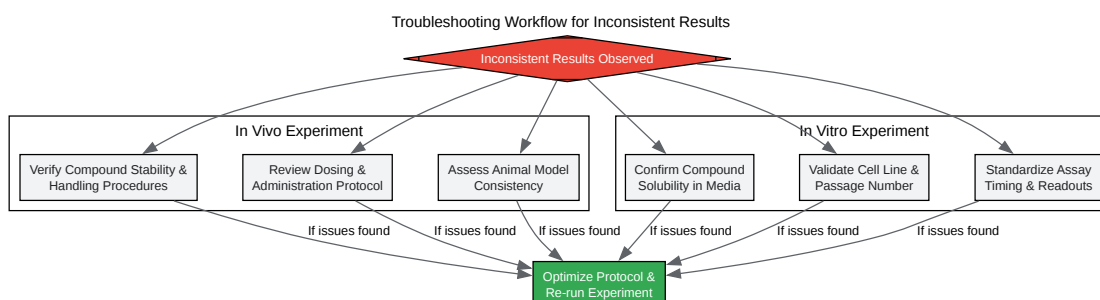 Troubleshooting Workflow for Inconsistent Results
Inconsistent Results Observed
In Vivo Experiment
In Vitro Experiment
Verify Compound Stability &
Handling Procedures
Review Dosing &
Administration Protocol
Assess Animal Model
Consistency
Confirm Compound
Solubility in Media
Validate Cell Line &
Passage Number
Standardize Assay
Timing & Readouts
If issues found
If issues found
If issues found
If issues found
If issues found
If issues found
Optimize Protocol &
Re-run Experiment